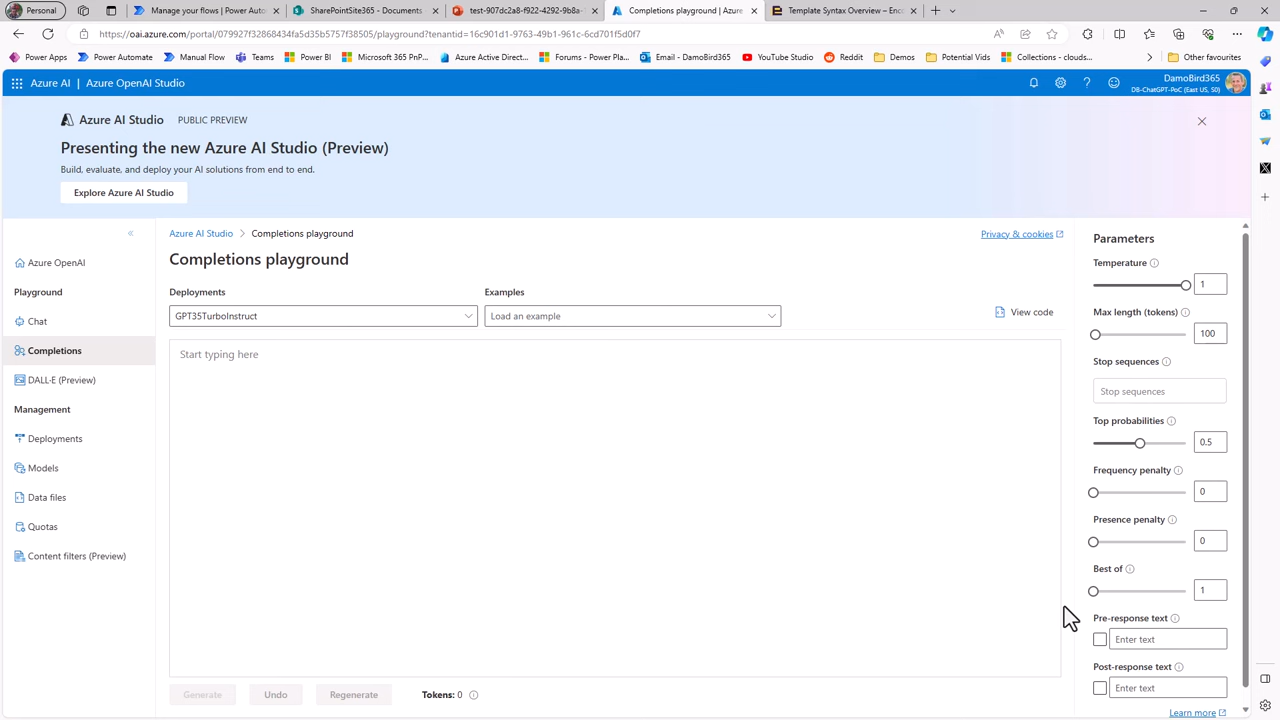 Personal
Manage your flows | Power Auto
SharePointSite365 - Documents
test-907dc2a8-f922-4292-9b8a-
Completions playground | Azure
Template Syntax Overview – Enc
https://oai.azure.com/portal/079927f32868434fa5d35b5757f38505/playground?tenantid=16c901d1-9763-49b1-961c-6cd701f5d0f7
Power Apps
Power Automate
Manual Flow
Teams
Power BI
Microsoft 365 PnP...
Azure Active Direct...
Forums - Power Pla...
Email - DamoBird365
YouTube Studio
Reddit
Demos
Potential Vids
Collections - clouds...
Other favourites
Azure AI | Azure OpenAI Studio
DamoBird365
DB-ChatGPT-PoC (East US, S0)
Azure AI Studio PUBLIC PREVIEW
Presenting the new Azure AI Studio (Preview)
Build, evaluate, and deploy your AI solutions from end to end.
Explore Azure AI Studio
Azure OpenAI
Playground
Chat
Completions
DALL·E (Preview)
Management
Deployments
Models
Data files
Quotas
Content filters (Preview)
Azure AI Studio > Completions playground
Privacy & cookies
Completions playground
Deployments
GPT35TurboInstruct
Examples
Load an example
View code
Start typing here
Generate
Undo
Regenerate
Tokens: 0
Parameters
Temperature
1
Max length (tokens)
100
Stop sequences
Stop sequences
Top probabilities
0.5
Frequency penalty
0
Presence penalty
0
Best of
1
Pre-response text
Enter text
Post-response text
Enter text
Learn more